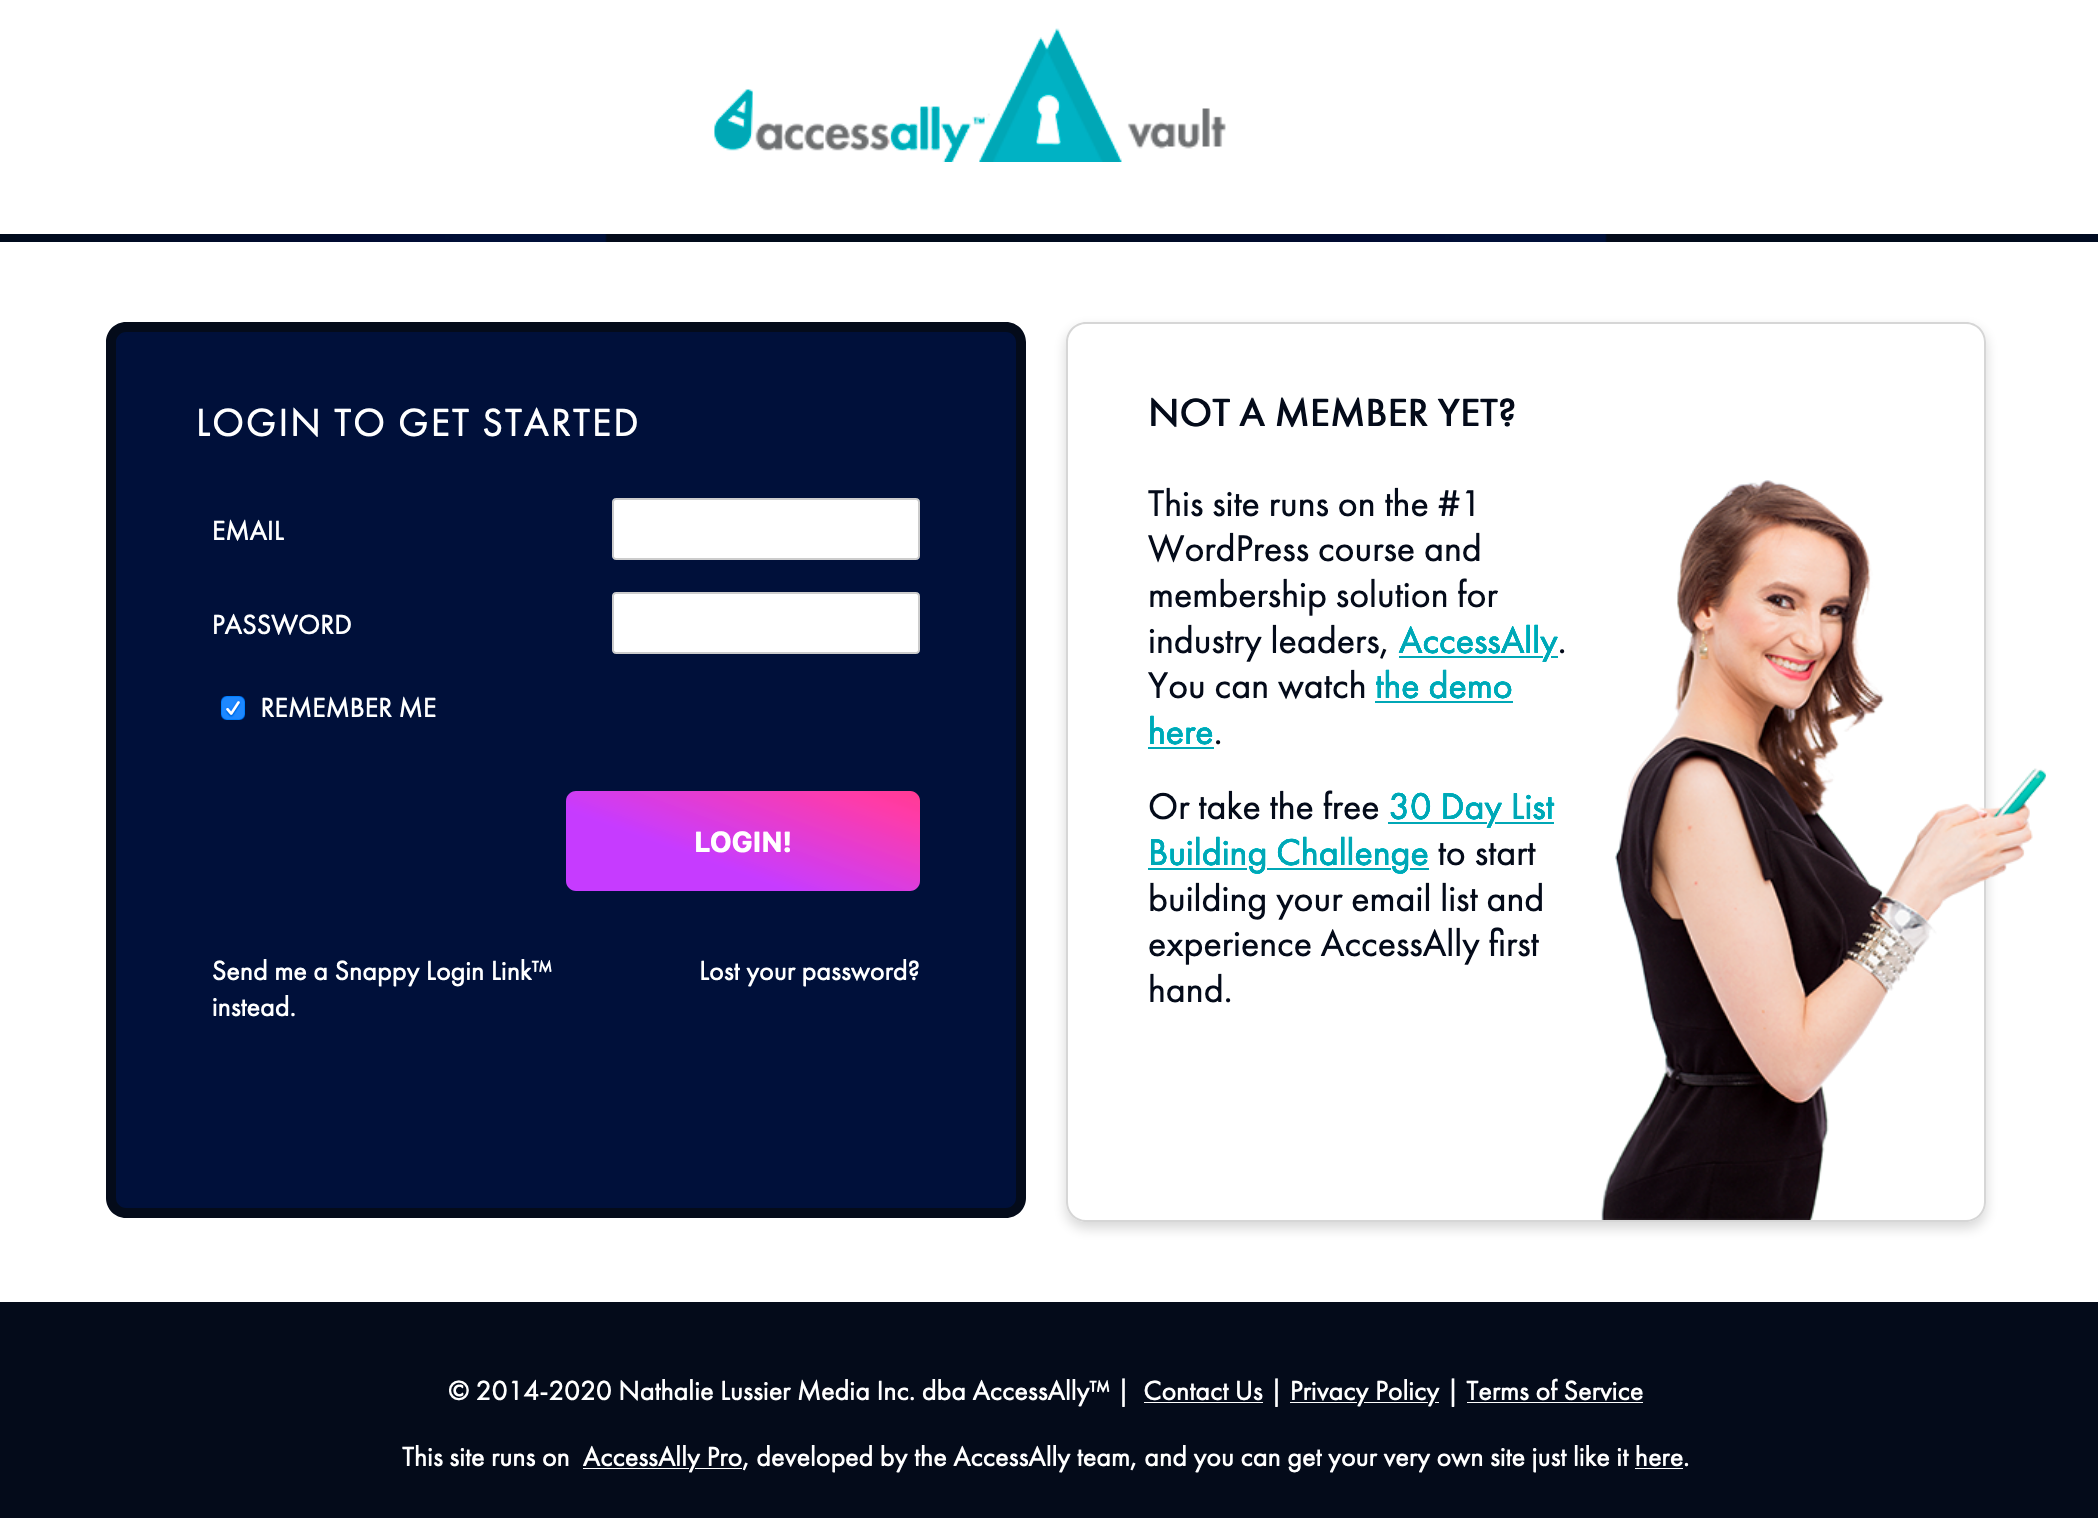 accessally™ vault
LOGIN TO GET STARTED
EMAIL
PASSWORD
REMEMBER ME
LOGIN!
Send me a Snappy Login Link™
instead.
Lost your password?
NOT A MEMBER YET?
This site runs on the #1
WordPress course and
membership solution for
industry leaders, AccessAlly.
You can watch the demo
here.
Or take the free 30 Day List
Building Challenge to start
building your email list and
experience AccessAlly first
hand.
© 2014-2020 Nathalie Lussier Media Inc. dba AccessAlly™ | Contact Us | Privacy Policy | Terms of Service
This site runs on AccessAlly Pro, developed by the AccessAlly team, and you can get your very own site just like it here.